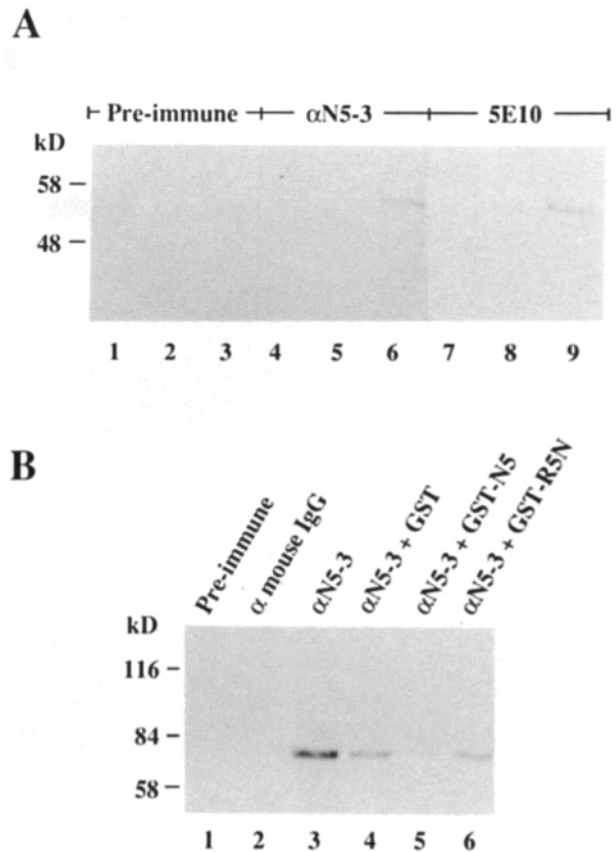 A
Pre-immune αN5-3 5E10
kD
58
48
1 2 3 4 5 6 7 8 9
B
Pre-immune
α mouse IgG
αN5-3
αN5-3 + GST
αN5-3 + GST-N5
αN5-3 + GST-R5N
kD
116
84
58
1 2 3 4 5 6